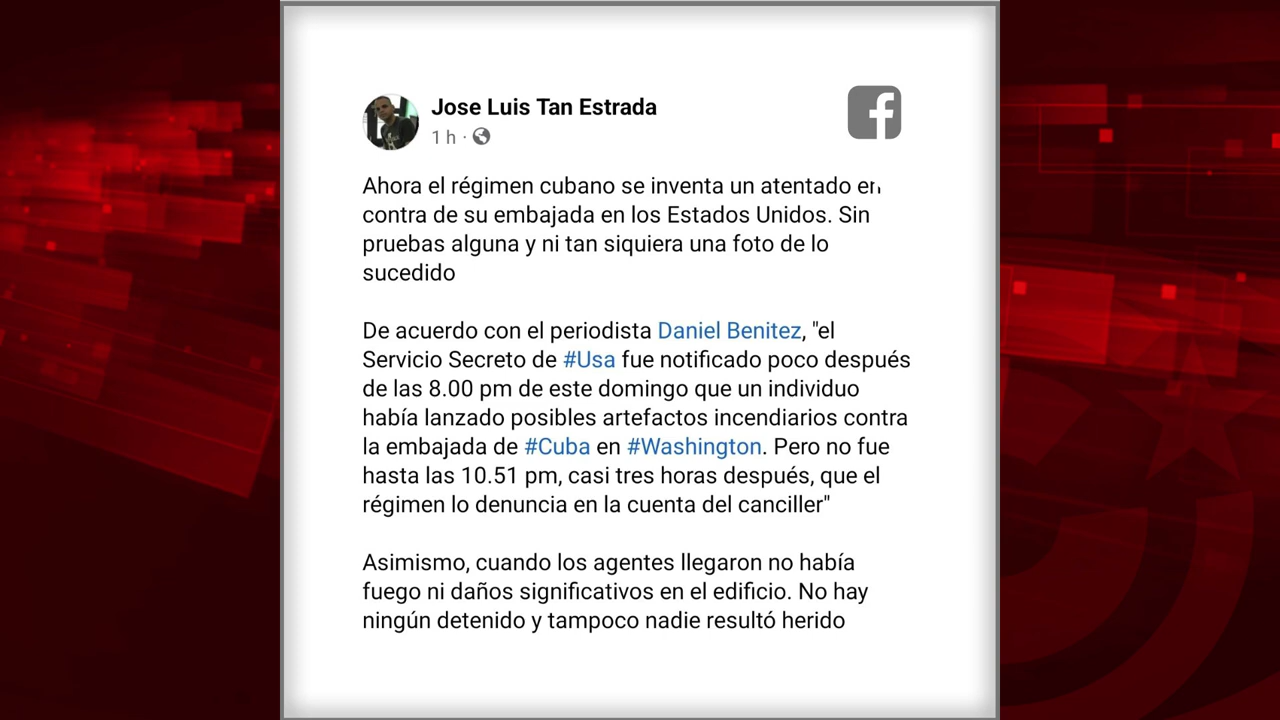 Jose Luis Tan Estrada
1 h ·
Ahora el régimen cubano se inventa un atentado en
contra de su embajada en los Estados Unidos. Sin
pruebas alguna y ni tan siquiera una foto de lo
sucedido
De acuerdo con el periodista Daniel Benitez, "el
Servicio Secreto de #Usa fue notificado poco después
de las 8.00 pm de este domingo que un individuo
había lanzado posibles artefactos incendiarios contra
la embajada de #Cuba en #Washington. Pero no fue
hasta las 10.51 pm, casi tres horas después, que el
régimen lo denuncia en la cuenta del canciller"
Asimismo, cuando los agentes llegaron no había
fuego ni daños significativos en el edificio. No hay
ningún detenido y tampoco nadie resultó herido